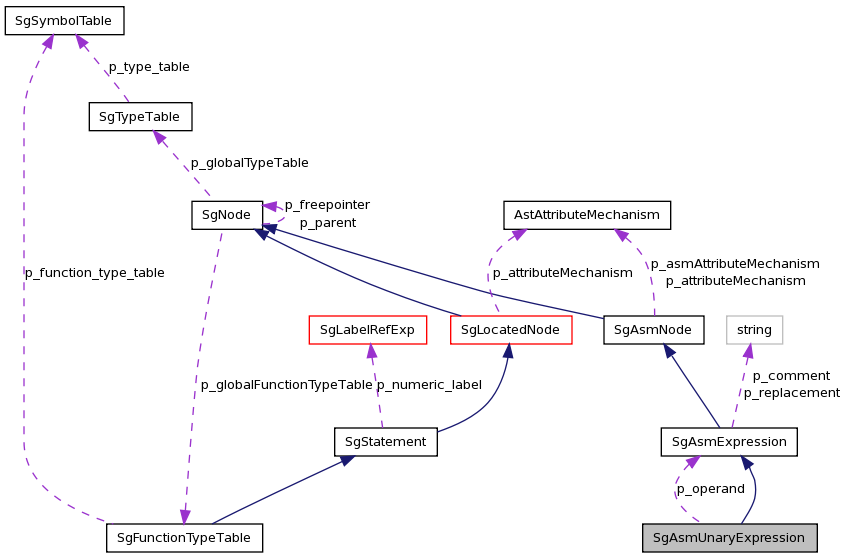 SgSymbolTable
p_type_table
SgTypeTable
p_globalTypeTable
SgNode
p_freepointer
p_parent
AstAttributeMechanism
p_function_type_table
p_attributeMechanism
p_asmAttributeMechanism
p_attributeMechanism
SgLabelRefExp
SgLocatedNode
SgAsmNode
string
p_globalFunctionTypeTable
p_numeric_label
p_comment
p_replacement
SgStatement
SgAsmExpression
p_operand
SgFunctionTypeTable
SgAsmUnaryExpression